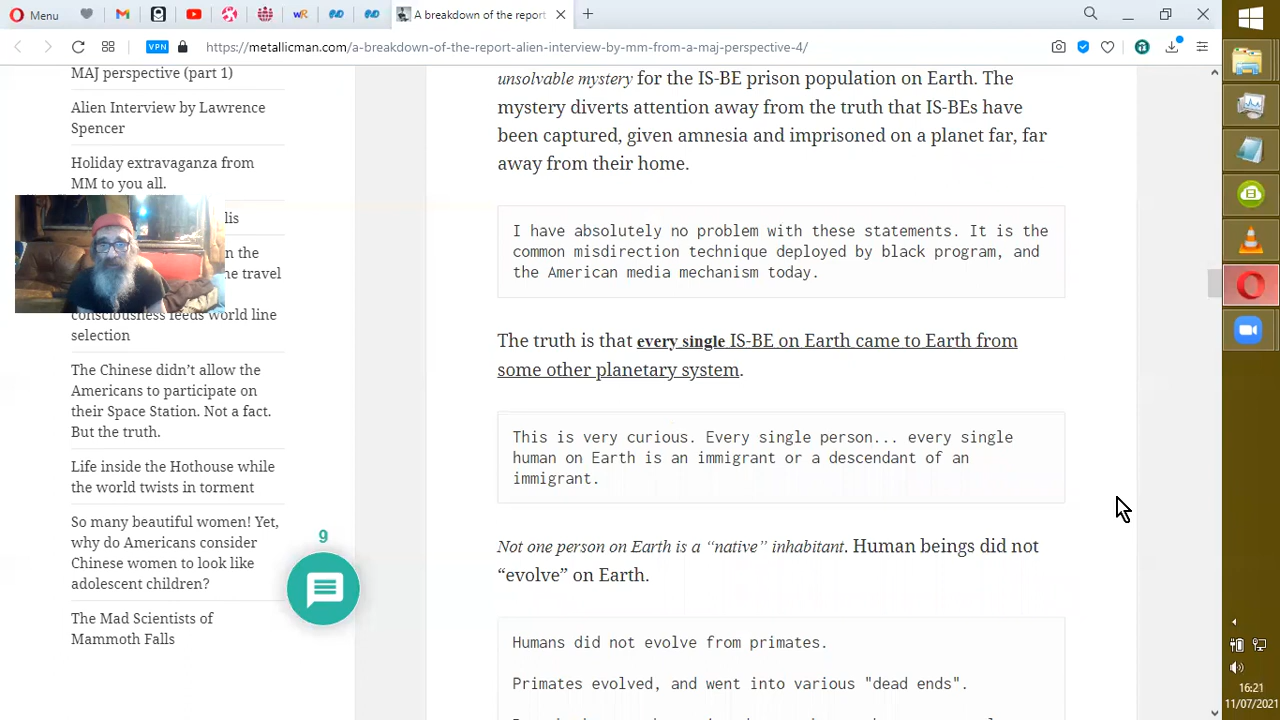 Menu
A breakdown of the report
VPN
https://metallicman.com/a-breakdown-of-the-report-alien-interview-by-mm-from-a-maj-perspective-4/
MAJ perspective (part 1)
Alien Interview by Lawrence
Spencer
Holiday extravaganza from
MM to you all.
lis
n the
ne travel
consciousness feeds world line
selection
The Chinese didn’t allow the
Americans to participate on
their Space Station. Not a fact.
But the truth.
Life inside the Hothouse while
the world twists in torment
So many beautiful women! Yet,
why do Americans consider
Chinese women to look like
adolescent children?
The Mad Scientists of
Mammoth Falls
9
unsolvable mystery for the IS-BE prison population on Earth. The
mystery diverts attention away from the truth that IS-BEs have
been captured, given amnesia and imprisoned on a planet far, far
away from their home.
I have absolutely no problem with these statements. It is the
common misdirection technique deployed by black program, and
the American media mechanism today.
The truth is that every single IS-BE on Earth came to Earth from
some other planetary system.
This is very curious. Every single person... every single
human on Earth is an immigrant or a descendant of an
immigrant.
Not one person on Earth is a “native” inhabitant. Human beings did not
“evolve” on Earth.
Humans did not evolve from primates.
Primates evolved, and went into various "dead ends".
16:21
11/07/2021